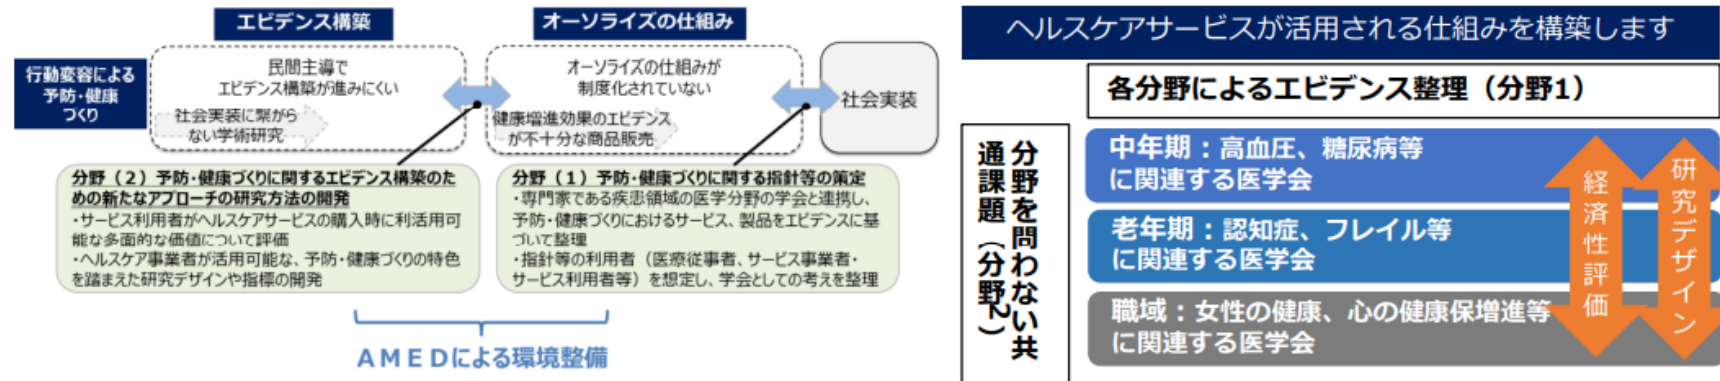 エビデンス構築
オーソライズの仕組み
行動変容による
予防・健康
づくり
民間主導で
エビデンス構築が進みにくい
社会実装に繋がら
ない学術研究
オーソライズの仕組みが
制度化されていない
健康増進効果のエビデンス
が不十分な商品販売
社会実装
分野（２）予防・健康づくりに関するエビデンス構築のた
めの新たなアプローチの研究方法の開発
・サービス利用者がヘルスケアサービスの購入時に利活用可
能な多面的な価値について評価
・ヘルスケア事業者が活用可能な、予防・健康づくりの特色
を踏まえた研究デザインや指標の開発
分野（１）予防・健康づくりに関する指針等の策定
・専門家である疾患領域の医学分野の学会と連携し、
予防・健康づくりにおけるサービス、製品をエビデンスに基
づいて整理
・指針等の利用者（医療従事者、サービス事業者・
サービス利用者等）を想定し、学会としての考えを整理
ＡＭＥＤによる環境整備
ヘルスケアサービスが活用される仕組みを構築します
各分野によるエビデンス整理（分野1）
分野を問わない共
通課題（分野2）
中年期：高血圧、糖尿病等
に関連する医学会
老年期：認知症、フレイル等
に関連する医学会
職域：女性の健康、心の健康保増進等
に関連する医学会
経済性評価
研究デザイン